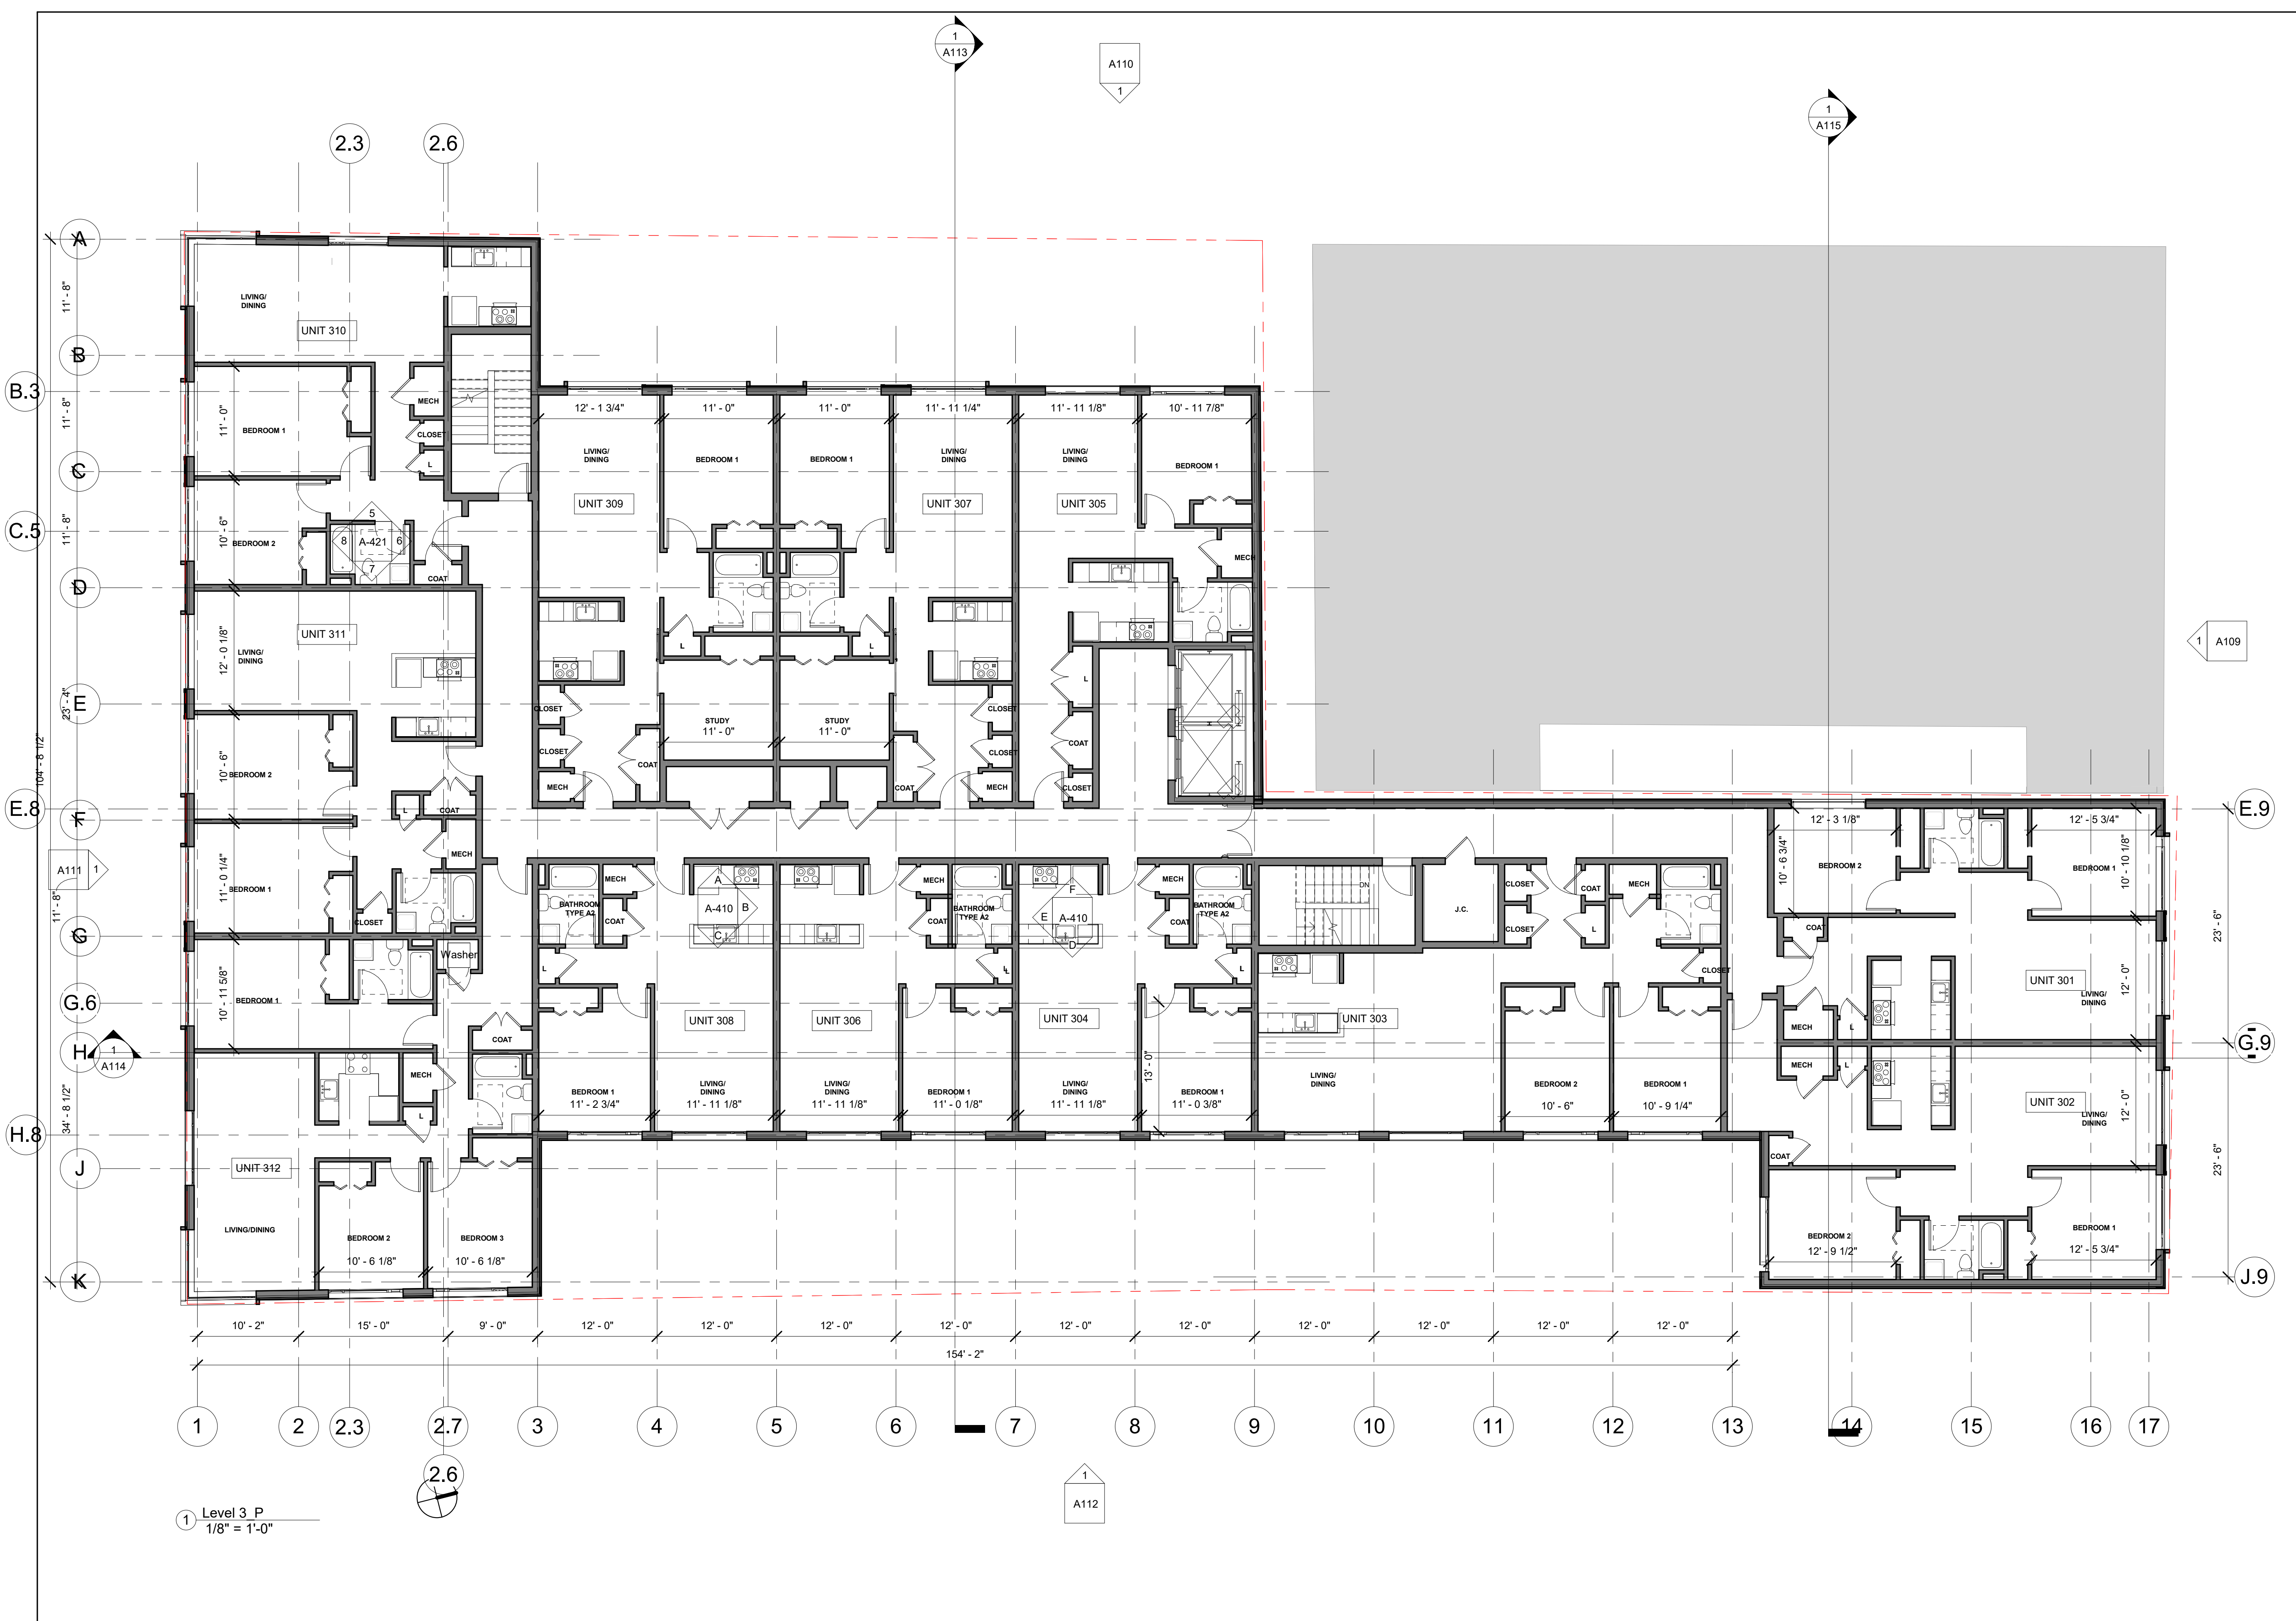 1
A113
A110
1
1
A115
2.3
2.6
A
B
B.3
C
C.5
D
E
E.8
F
G
G.6
H
H.8
J
K
11' - 8"
11' - 8"
11' - 8"
23' - 4"
104' - 8 1/2"
11' - 8"
34' - 8 1/2"
A111
1
1
A114
LIVING/
DINING
UNIT 310
BEDROOM 1
11' - 0"
MECH
CLOSET
L
BEDROOM 2
10' - 6"
5
8
A-421
6
7
COAT
UNIT 311
LIVING/
DINING
12' - 0 1/8"
BEDROOM 2
10' - 6"
L
COAT
MECH
BEDROOM 1
11' - 0 1/4"
CLOSET
Washer
BEDROOM 1
10' - 11 5/8"
COAT
MECH
L
UNIT 312
LIVING/DINING
BEDROOM 2
10' - 6 1/8"
BEDROOM 3
10' - 6 1/8"
12' - 1 3/4"
LIVING/
DINING
UNIT 309
11' - 0"
BEDROOM 1
L
CLOSET
CLOSET
MECH
COAT
STUDY
11' - 0"
11' - 0"
BEDROOM 1
11' - 11 1/4"
LIVING/
DINING
UNIT 307
L
L
STUDY
11' - 0"
CLOSET
CLOSET
COAT
MECH
11' - 11 1/8"
LIVING/
DINING
UNIT 305
10' - 11 7/8"
BEDROOM 1
MECH
L
COAT
CLOSET
BATHROOM
TYPE A2
MECH
COAT
L
A
A-410
B
C
UNIT 308
BEDROOM 1
11' - 2 3/4"
LIVING/
DINING
11' - 11 1/8"
UNIT 306
LIVING/
DINING
11' - 11 1/8"
MECH
COAT
BATHROOM
TYPE A2
L
L
BEDROOM 1
11' - 0 1/8"
F
E
A-410
D
UNIT 304
LIVING/
DINING
11' - 11 1/8"
MECH
COAT
BATHROOM
TYPE A2
L
13' - 0"
BEDROOM 1
11' - 0 3/8"
DN
J.C.
CLOSET
CLOSET
COAT
L
MECH
CLOSET
UNIT 303
LIVING/
DINING
BEDROOM 2
10' - 6"
BEDROOM 1
10' - 9 1/4"
12' - 3 1/8"
10' - 6 3/4"
BEDROOM 2
12' - 5 3/4"
10' - 10 1/8"
BEDROOM 1
COAT
UNIT 301
LIVING/
DINING
12' - 0"
MECH
L
MECH
L
UNIT 302
LIVING/
DINING
12' - 0"
COAT
BEDROOM 2
12' - 9 1/2"
BEDROOM 1
12' - 5 3/4"
1
A109
E.9
23' - 6"
G.9
23' - 6"
J.9
10' - 2"
15' - 0"
9' - 0"
12' - 0"
12' - 0"
12' - 0"
12' - 0"
12' - 0"
12' - 0"
12' - 0"
12' - 0"
12' - 0"
12' - 0"
154' - 2"
1
2
2.3
2.7
3
4
5
6
7
8
9
10
11
12
13
14
15
16
17
2.6
1
A112
1
Level 3_P
1/8" = 1'-0"